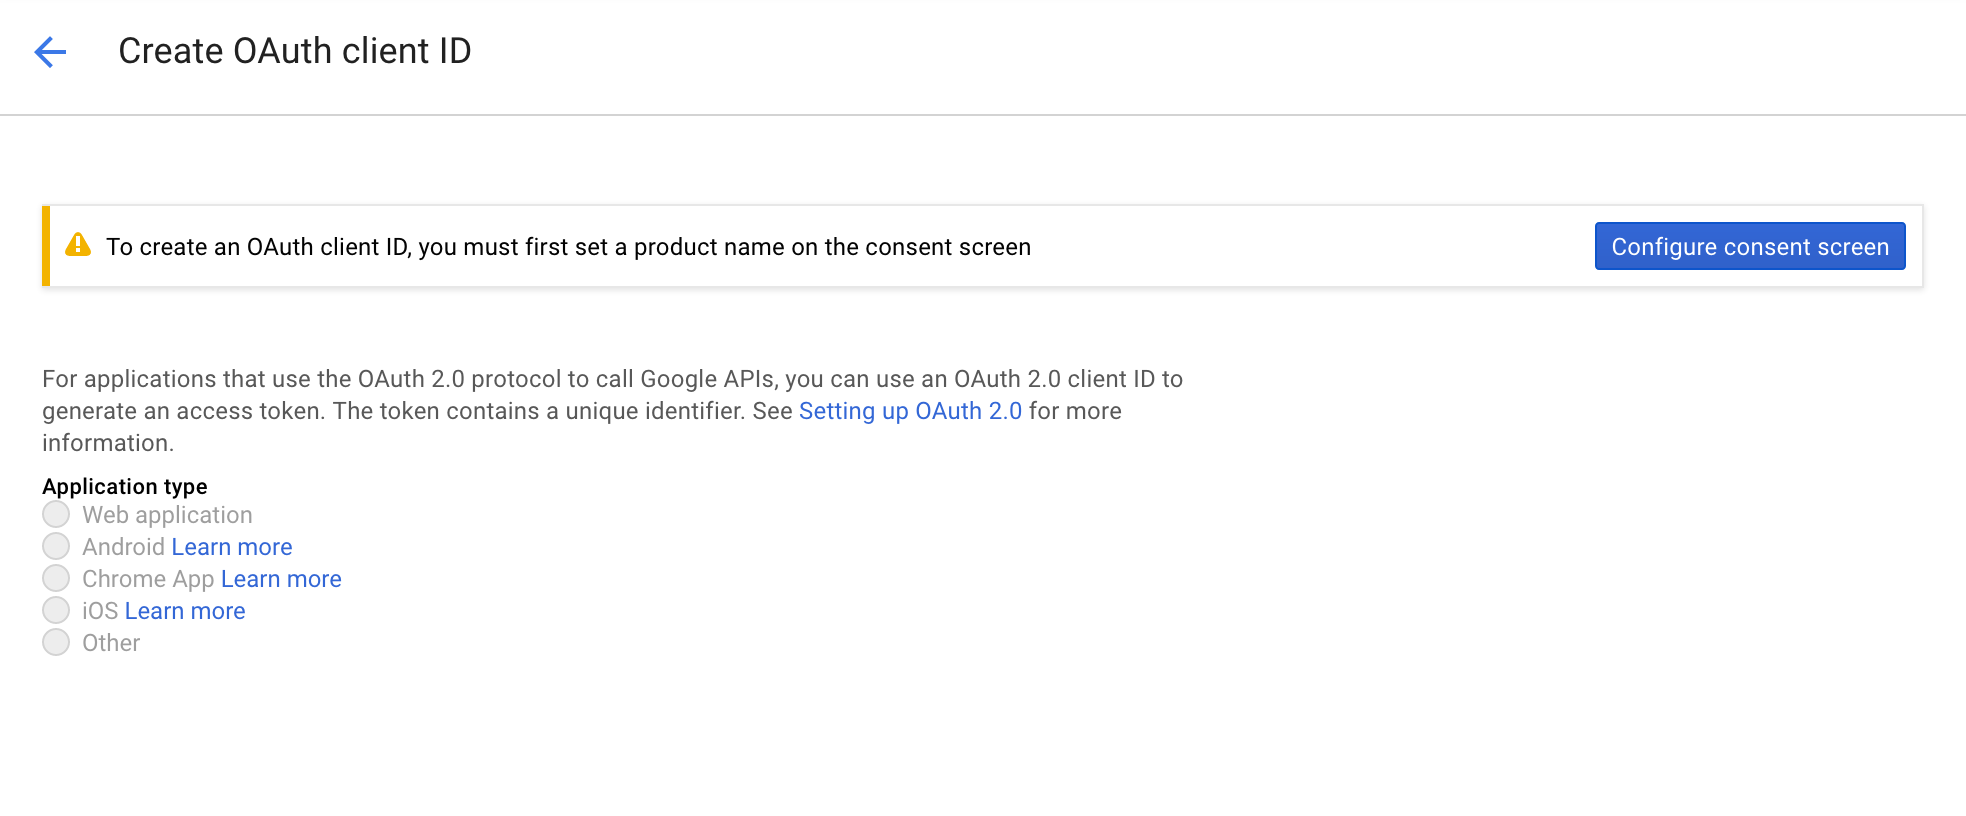 Create OAuth client ID
To create an OAuth client ID, you must first set a product name on the consent screen
Configure consent screen
For applications that use the OAuth 2.0 protocol to call Google APIs, you can use an OAuth 2.0 client ID to
generate an access token. The token contains a unique identifier. See Setting up OAuth 2.0 for more
information.
Application type
Web application
Android Learn more
Chrome App Learn more
iOS Learn more
Other